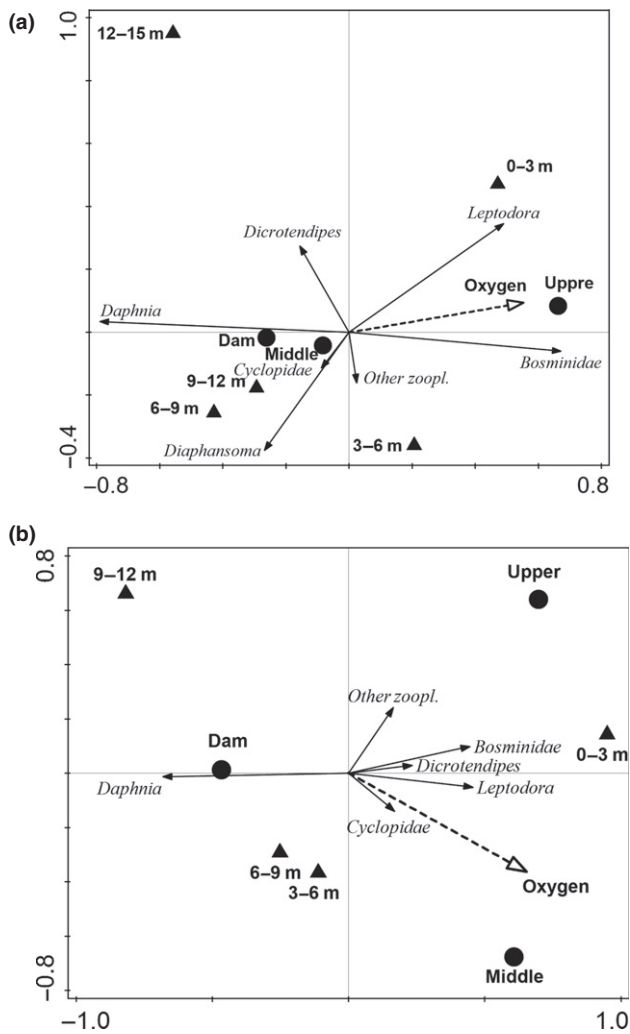 (a)
1.0
12–15 m
0–3 m
Leptodora
Dicrotendipes
Oxygen
Uppre
Daphnia
Dam
Middle
Cyclopidae
Other zoopl.
Bosminidae
9–12 m
6–9 m
Diaphansoma
3–6 m
–0.4
–0.8
0.8
(b)
0.8
9–12 m
Upper
Other zoopl.
Dam
Bosminidae
0–3 m
Dicrotendipes
Daphnia
Leptodora
Cyclopidae
6–9 m
3–6 m
Oxygen
Middle
–0.8
–1.0
1.0